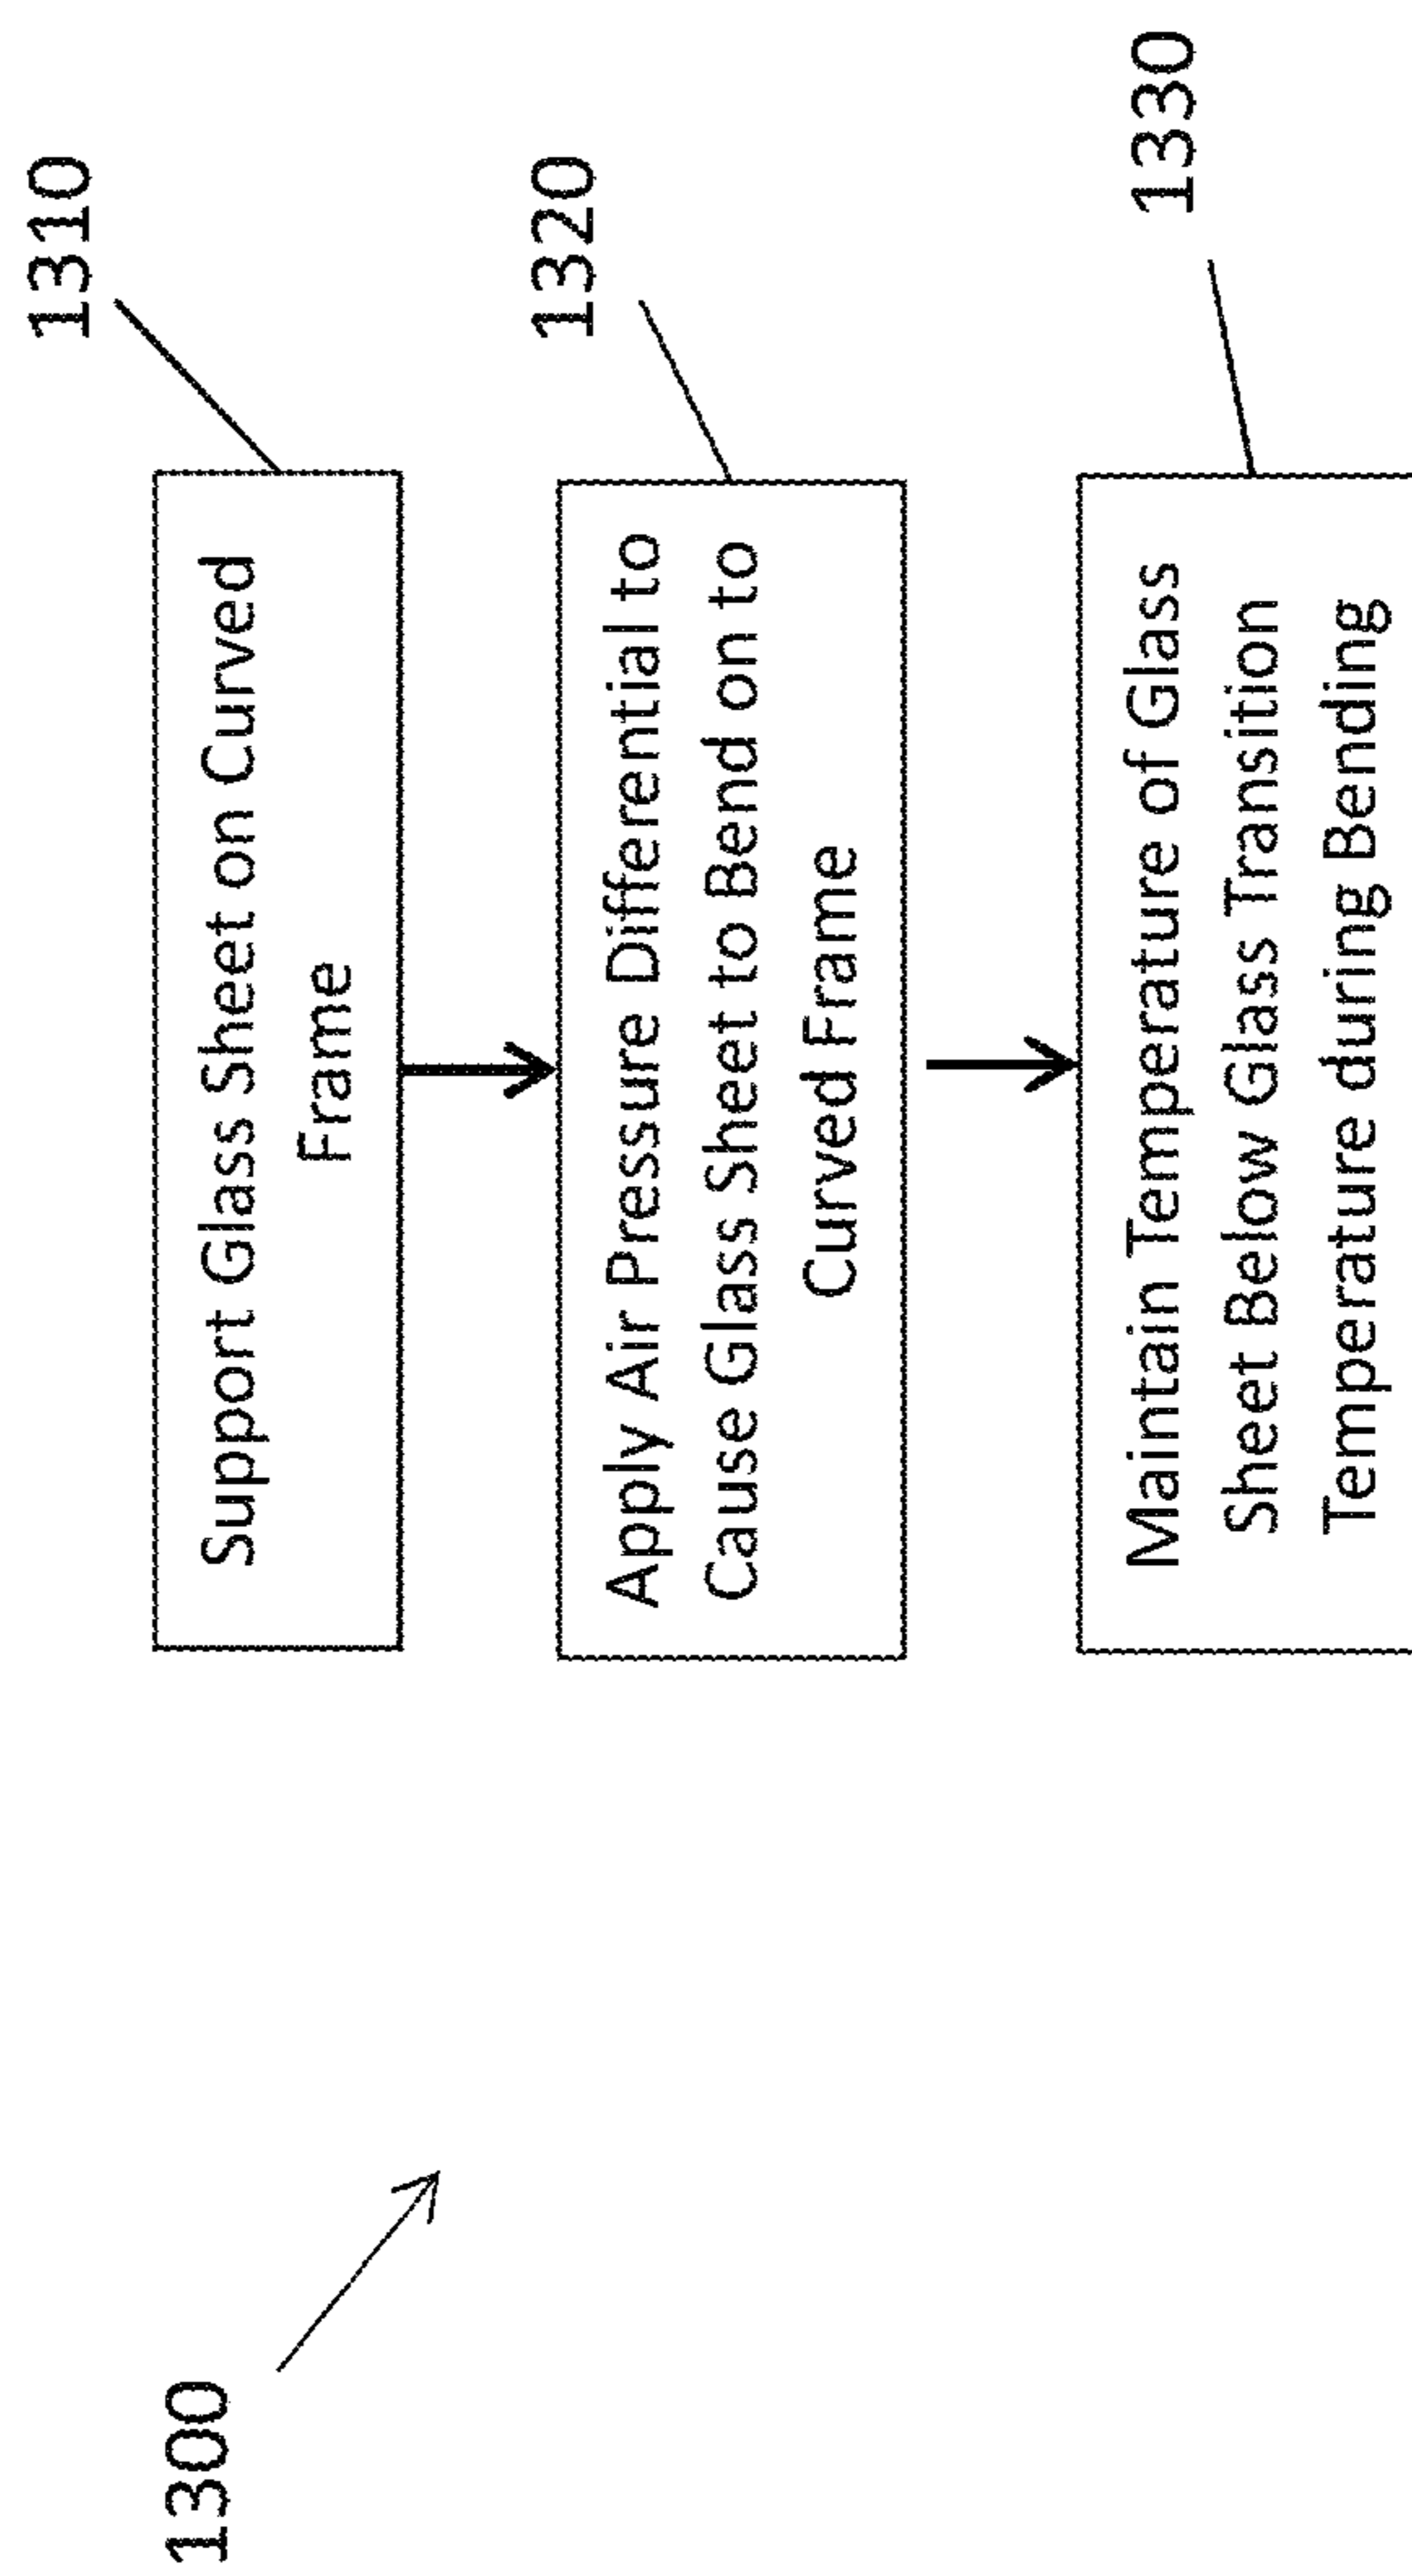 1300
1310
Support Glass Sheet on Curved
Frame
1320
Apply Air Pressure Differential to
Cause Glass Sheet to Bend on to
Curved Frame
1330
Maintain Temperature of Glass
Sheet Below Glass Transition
Temperature during Bending